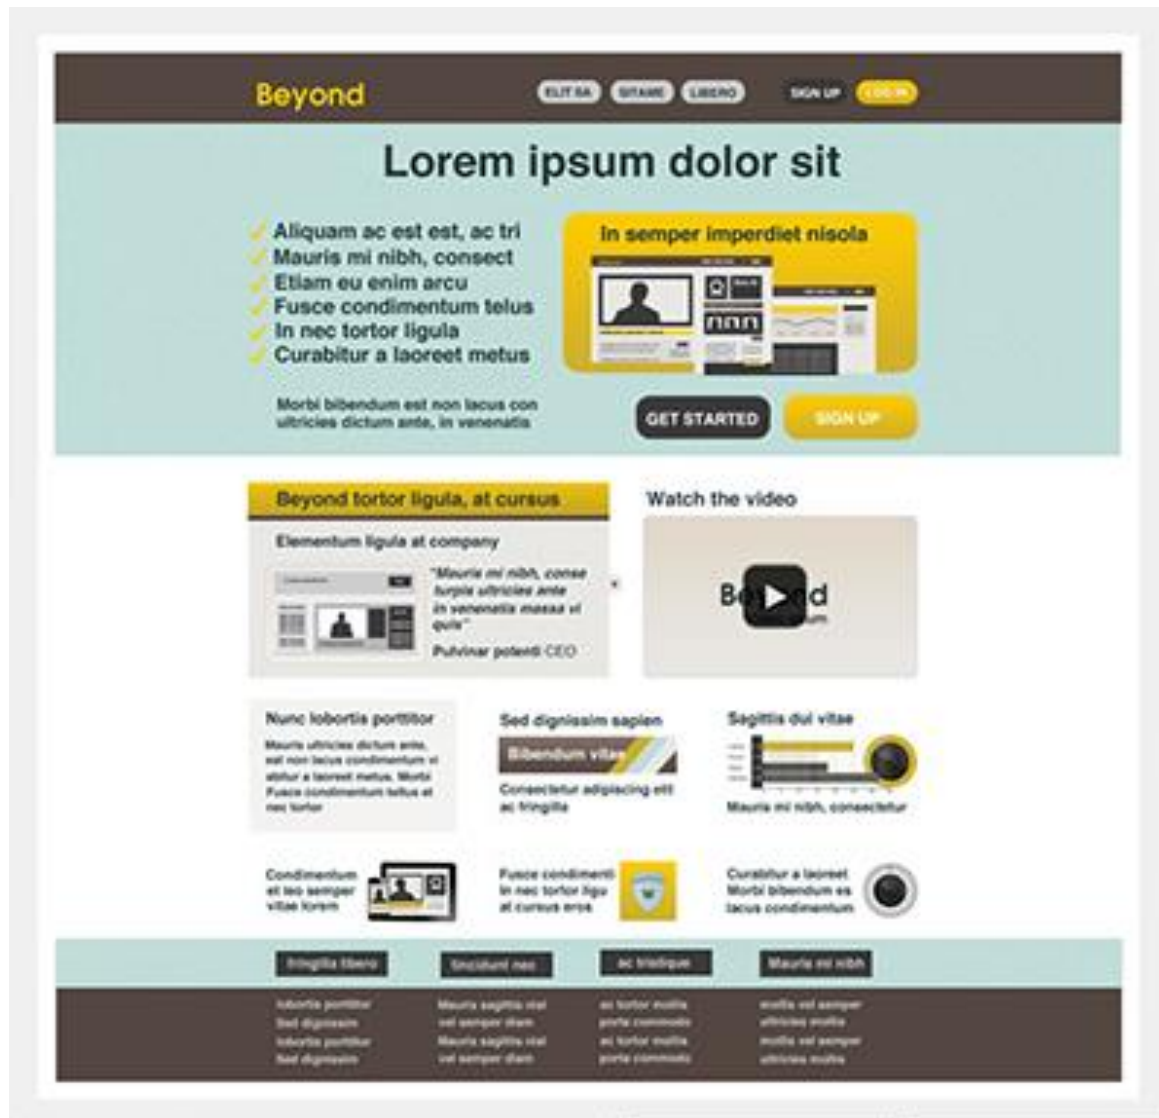 Beyond
ELIT SA SITAME LIBERO SIGN UP LOG IN
Lorem ipsum dolor sit
Aliquam ac est est, ac tri
Mauris mi nibh, consect
Etiam eu enim arcu
Fusce condimentum telus
In nec tortor ligula
Curabitur a laoreet metus
In semper imperdiet nisola
Morbi bibendum est non lacus con
ultricies dictum ante, in venenatis
GET STARTED SIGN UP
Beyond tortor ligula, at cursus
Elementum ligula at company
"Mauris mi nibh, conse
turpis ultricies ante
in venenatis massa vi
quis"
Pulvinar potenti CEO
Watch the video
Nunc lobortis porttitor
Mauris ultricies dictum ante,
est non lacus condimentum vi
abitur a laoreet metus. Morbi
Fusce condimentum tellus et
nec tortor
Sed dignissim sapien
Bibendum vitae
Consectetur adipiscing elit
ac fringilla
Sagittis dui vitae
Mauris mi nibh, consectetur
Condimentum
et leo semper
vitae lorem
Fusce condimenti
In nec tortor ligu
at cursus eros
Curabitur a laoreet
Morbi bibendum es
lacus condimentum
fringilla libero tincidunt nec ac tristique Mauris mi nibh
lobortis porttitor
Sed dignissim
lobortis porttitor
Sed dignissim
Mauris sagittis nisl
vel semper diam
Mauris sagittis nisl
vel semper diam
ac tortor mollis
porta commodo
ac tortor mollis
porta commodo
mollis vel semper
ultricies mollis
mollis vel semper
ultricies mollis